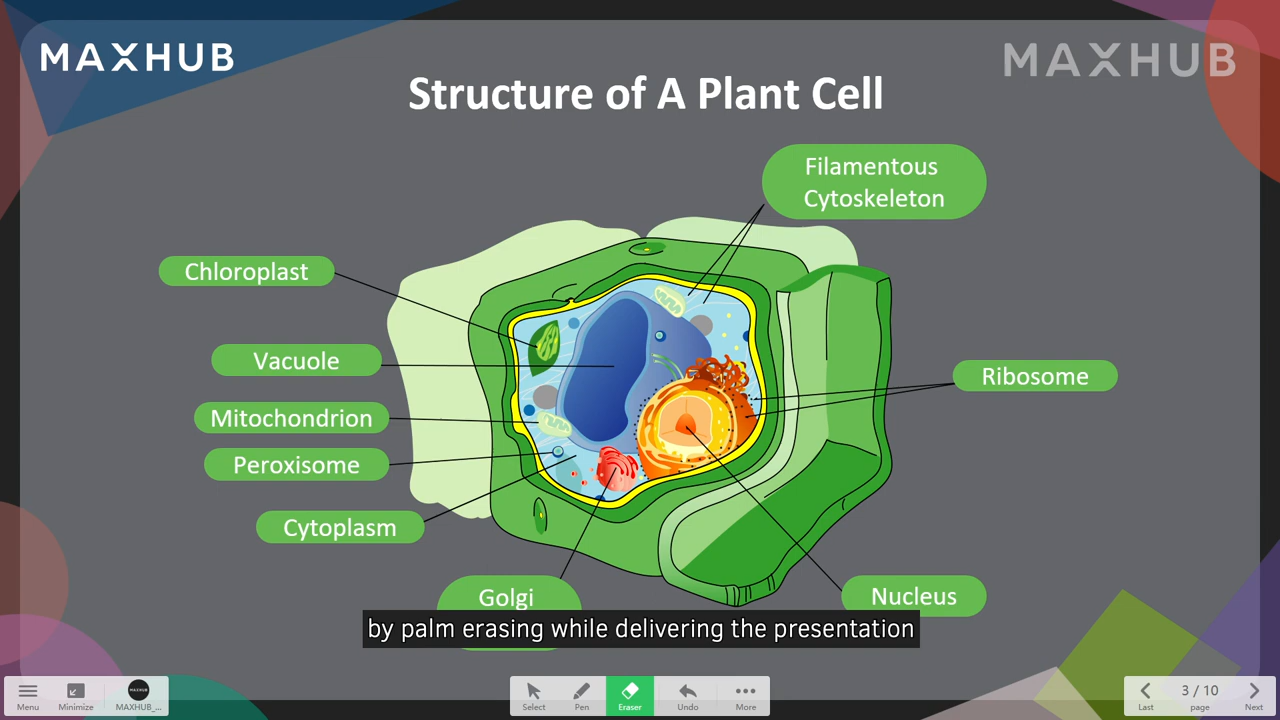 MAXHUB
MAXHUB
Structure of A Plant Cell
Filamentous
Cytoskeleton
Chloroplast
Vacuole
Ribosome
Mitochondrion
Peroxisome
Cytoplasm
Golgi
Nucleus
by palm erasing while delivering the presentation
Menu
Minimize
MAXHUB_...
Select
Pen
Eraser
Undo
More
Last
3 / 10
page
Next